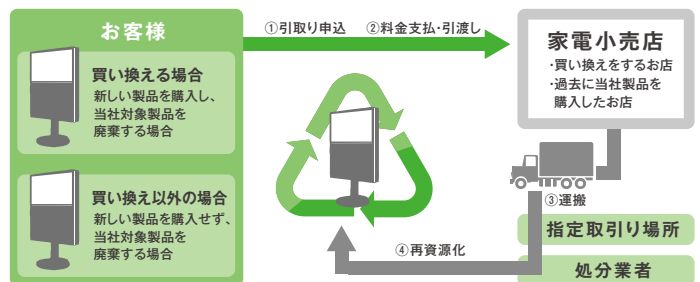 お客様
買い換える場合
新しい製品を購入し、
当社対象製品を
廃棄する場合
買い換え以外の場合
新しい製品を購入せず、
当社対象製品を
廃棄する場合
①引取り申込 ②料金支払・引渡し
家電小売店
・買い換えをするお店
・過去に当社製品を
購入したお店
③運搬
指定取引り場所
処分業者
④再資源化